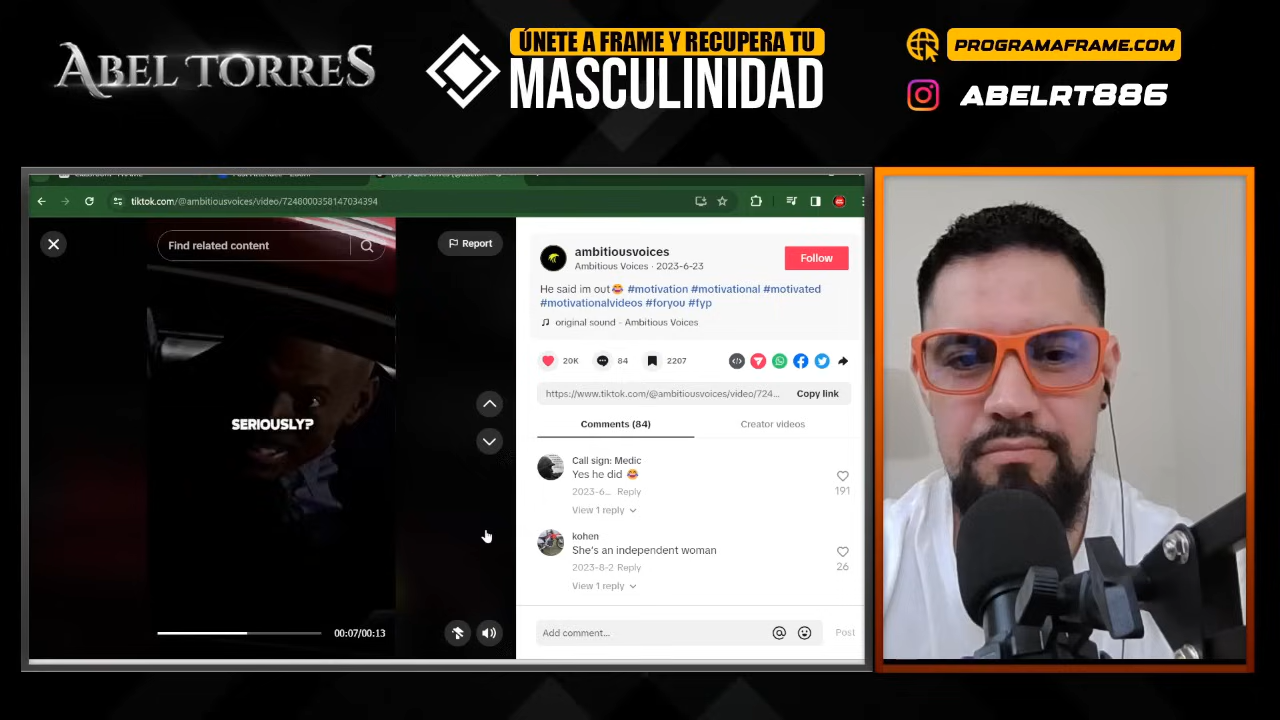 ABEL TORRES
ÚNETE A FRAME Y RECUPERA TU
MASCULINIDAD
PROGRAMAFRAME.COM
ABELRT886
tiktok.com/@ambitiousvoices/video/7248000358147034394
Find related content
Report
SERIOUSLY?
00:07/00:13
ambitiousvoices
Ambitious Voices · 2023-6-23
Follow
He said im out😂 #motivation #motivational #motivated
#motivationalvideos #foryou #fyp
original sound - Ambitious Voices
20K 84 2207
https://www.tiktok.com/@ambitiousvoices/video/724...
Copy link
Comments (84)
Creator videos
Call sign: Medic
Yes he did 😂
2023-6... Reply
191
View 1 reply
kohen
She's an independent woman
2023-8-2 Reply
26
View 1 reply
Add comment...
Post